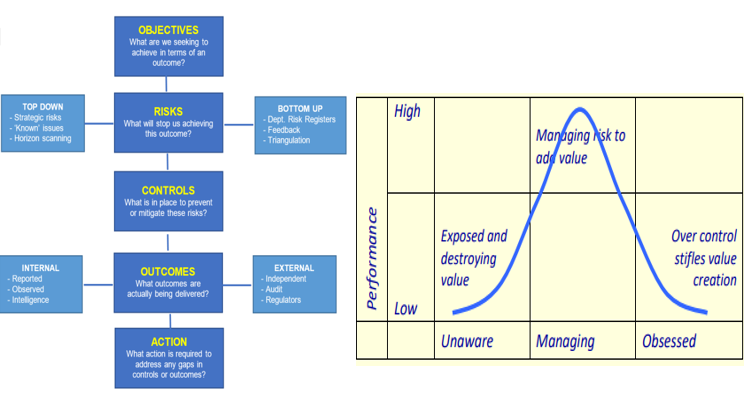 OBJECTIVES
What are we seeking to
achieve in terms of an
outcome?
TOP DOWN
- Strategic risks
- 'Known' issues
- Horizon scanning
RISKS
What will stop us achieving
this outcome?
BOTTOM UP
- Dept. Risk Registers
- Feedback
- Triangulation
CONTROLS
What is in place to prevent
or mitigate these risks?
INTERNAL
- Reported
- Observed
- Intelligence
OUTCOMES
What outcomes are
actually being delivered?
EXTERNAL
- Independent
- Audit
- Regulators
ACTION
What action is required to
address any gaps in
controls or outcomes?
Performance
High
Managing risk to
add value
Exposed and
destroying
value
Over control
stifles value
creation
Low
Unaware
Managing
Obsessed